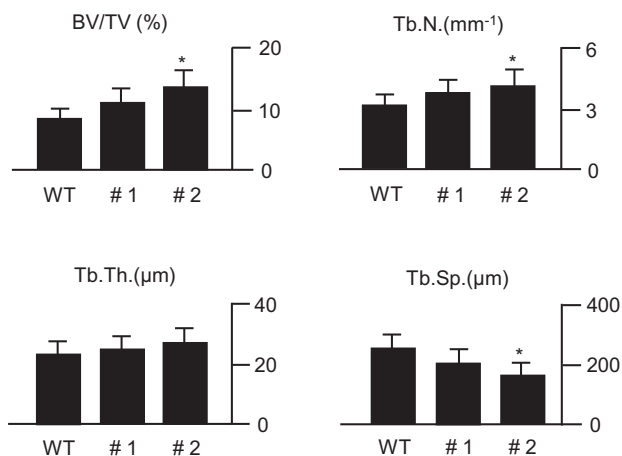 BV/TV (%)
20
*
10
0
WT # 1 # 2
Tb.N.(mm⁻¹)
6
*
3
0
WT # 1 # 2
Tb.Th.(μm)
40
20
0
WT # 1 # 2
Tb.Sp.(μm)
400
*
200
0
WT # 1 # 2